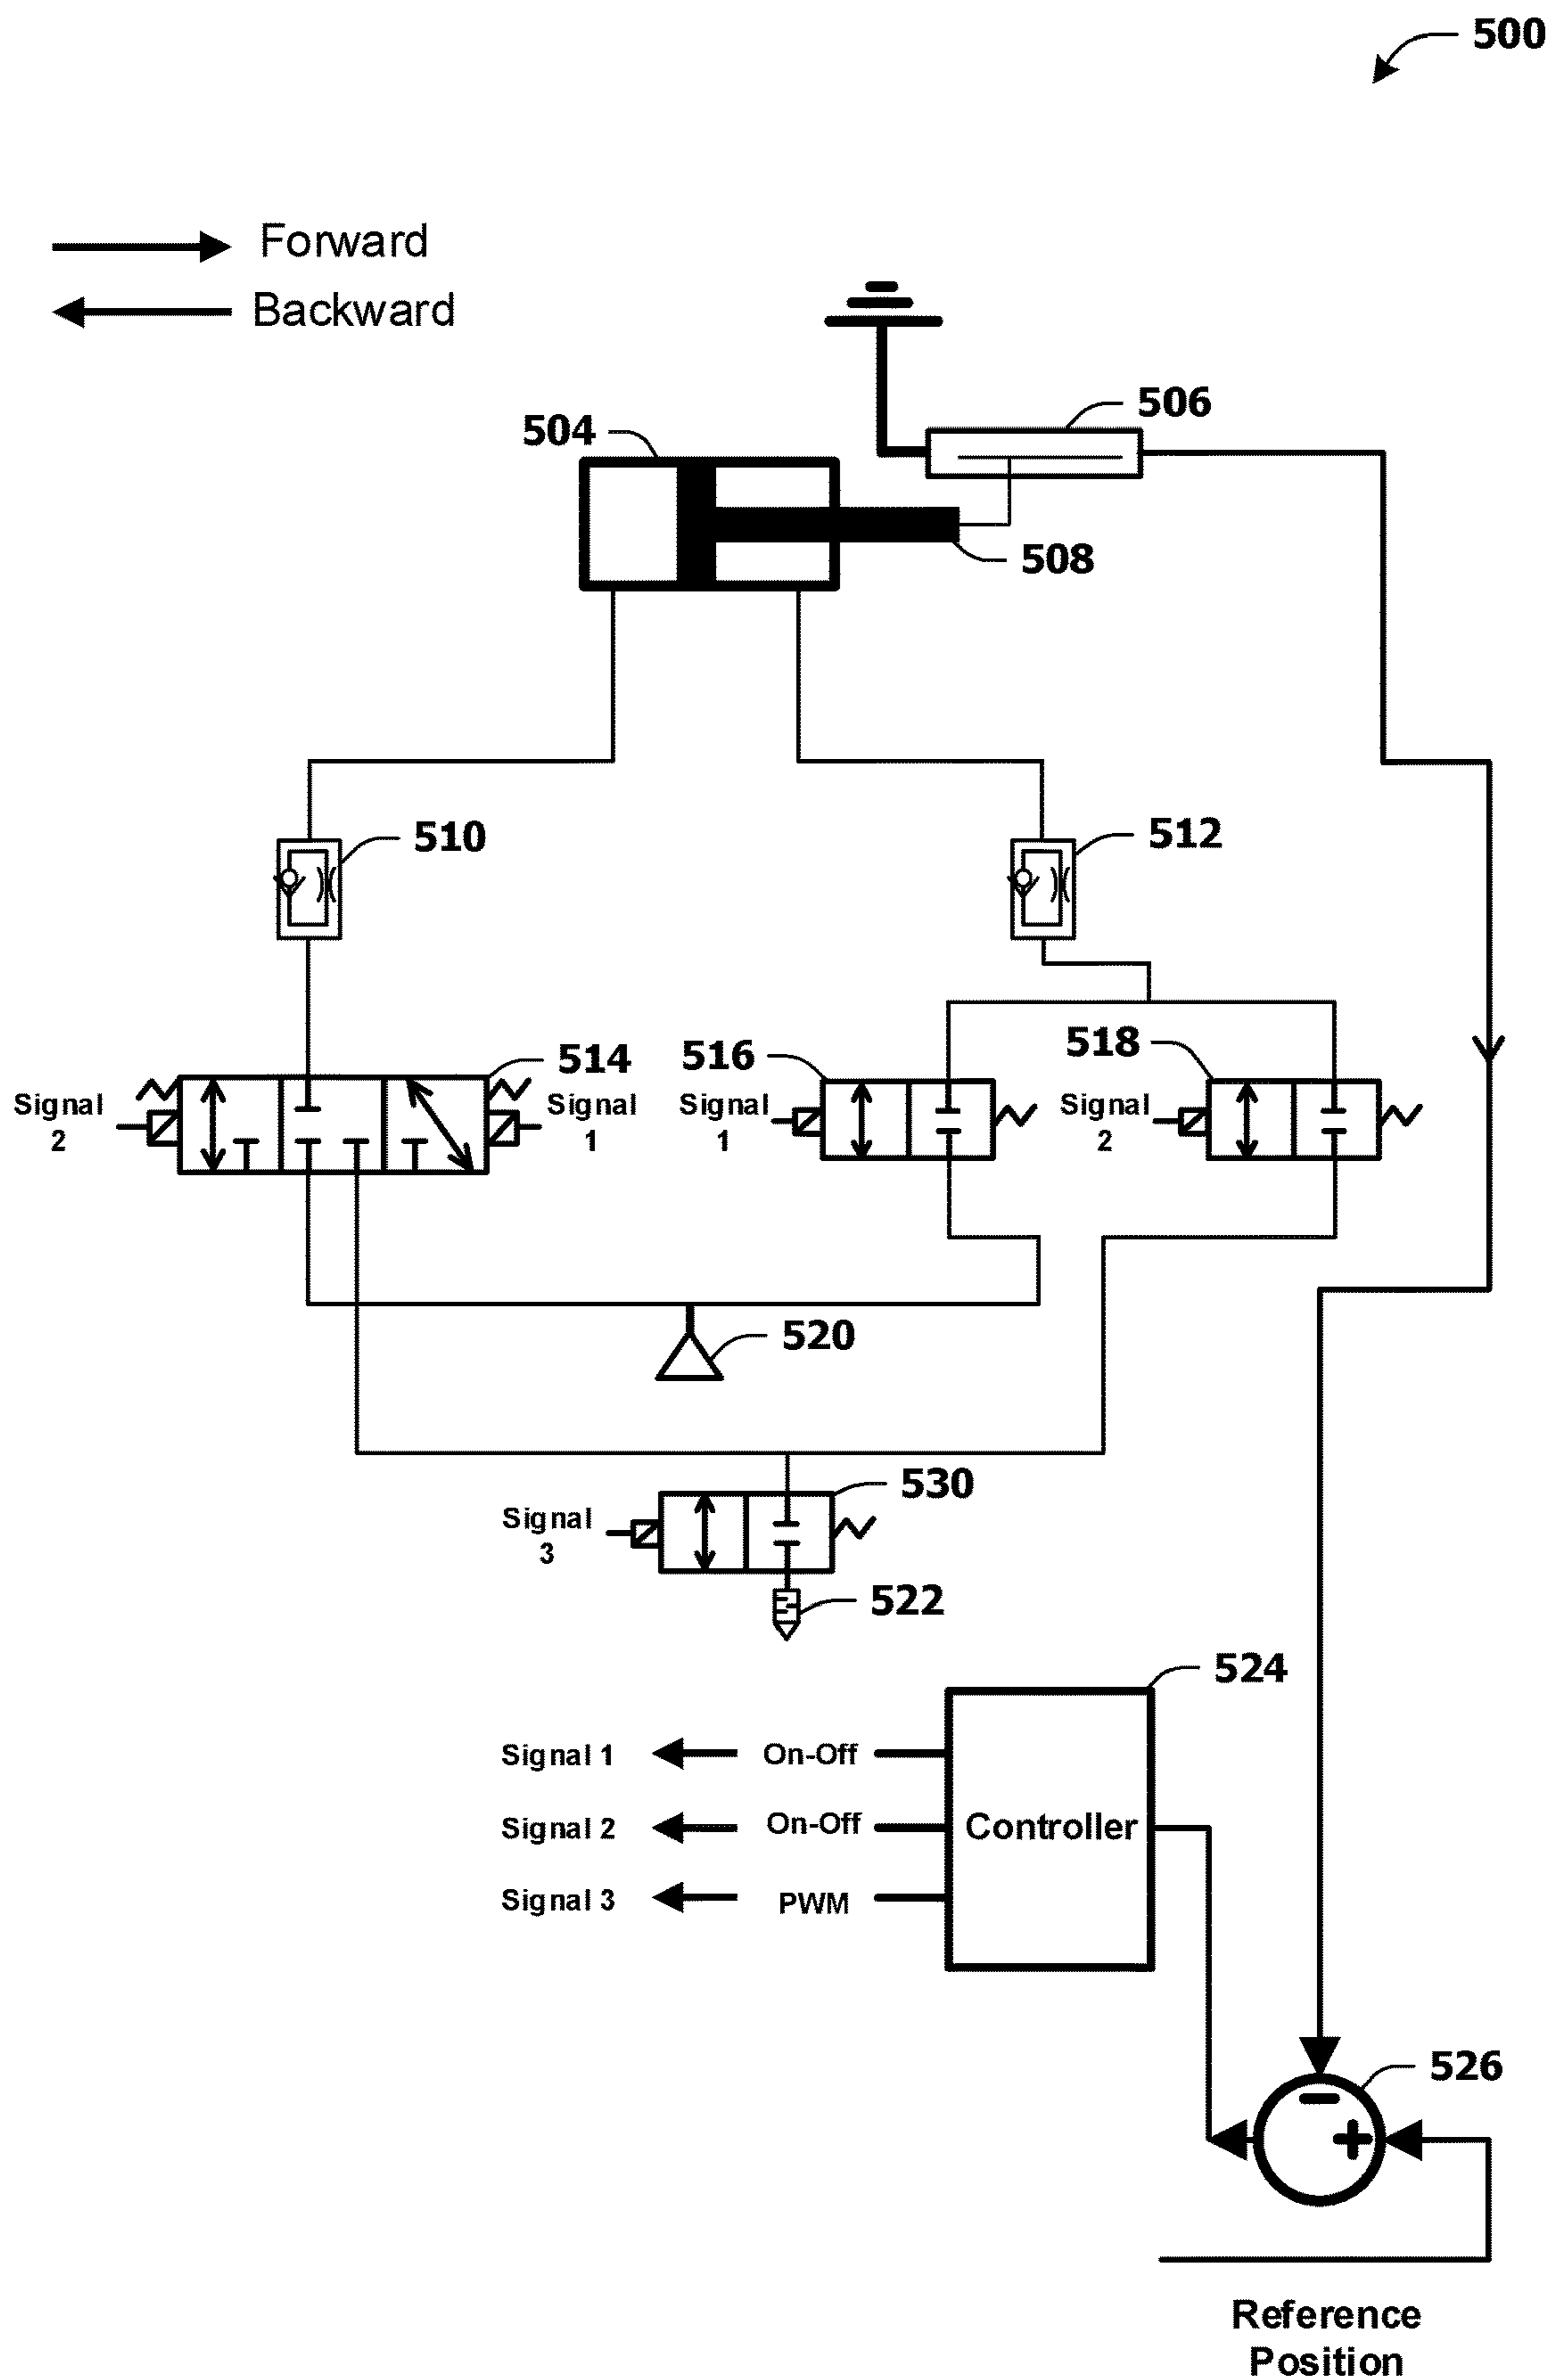 500
Forward
Backward
506
504
508
510
512
514
516
518
Signal
2
Signal
1
Signal
1
Signal
2
520
530
Signal
3
522
524
Signal 1
On-Off
Signal 2
On-Off
Controller
Signal 3
PWM
526
−
+
Reference
Position